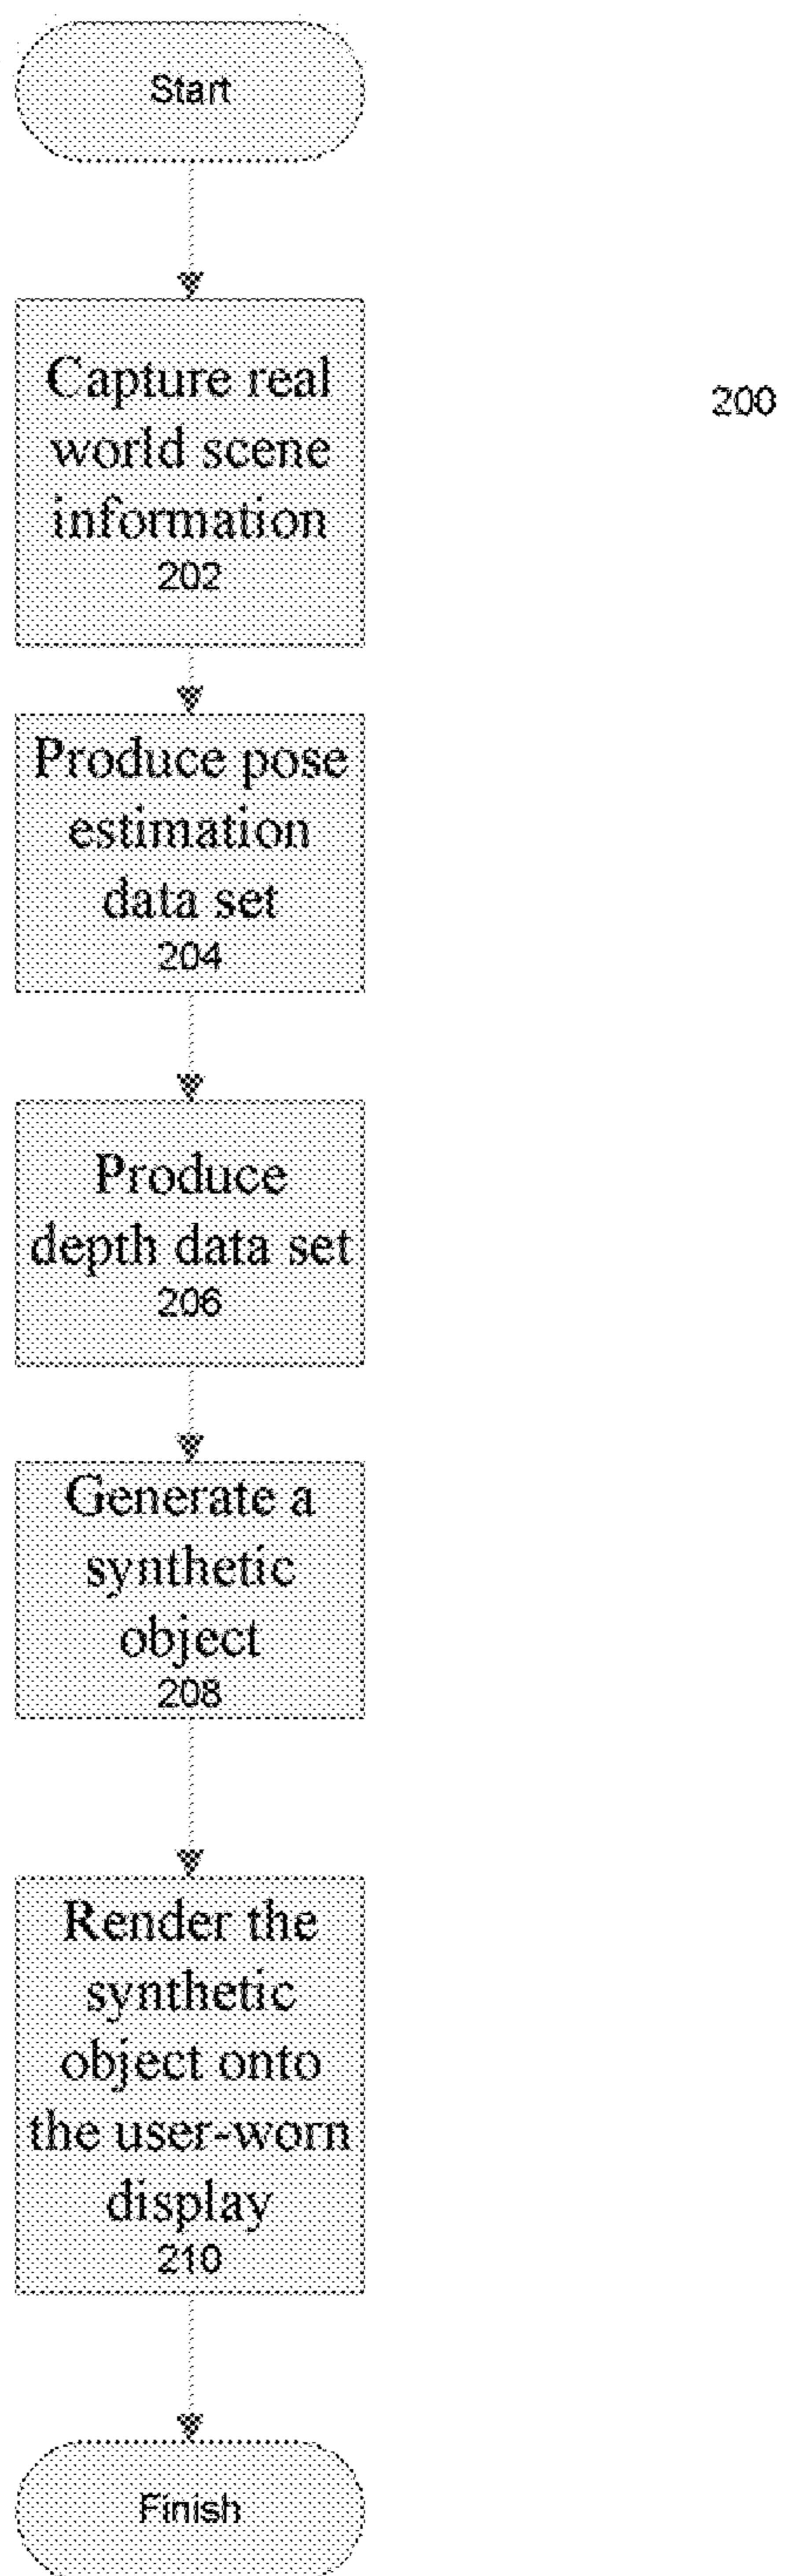 Start
Capture real
world scene
information
202
200
Produce pose
estimation
data set
204
Produce
depth data set
206
Generate a
synthetic
object
208
Render the
synthetic
object onto
the user-worn
display
210
Finish